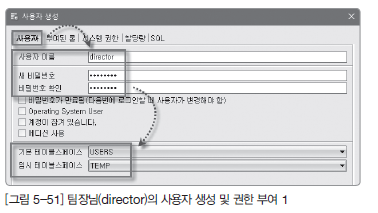 사용자 생성
사용자 부여된 롤 시스템 권한 할당량 SQL
사용자 이름 director
새 비밀번호 ********
비밀번호 확인 ********
비밀번호가 만료됨(다음번에 로그인할 때 사용자가 변경해야 함)
Operating System User
계정이 잠겨 있습니다.
에디션 사용
기본 테이블스페이스 USERS
임시 테이블스페이스 TEMP
[그림 5-51] 팀장님(director)의 사용자 생성 및 권한 부여 1